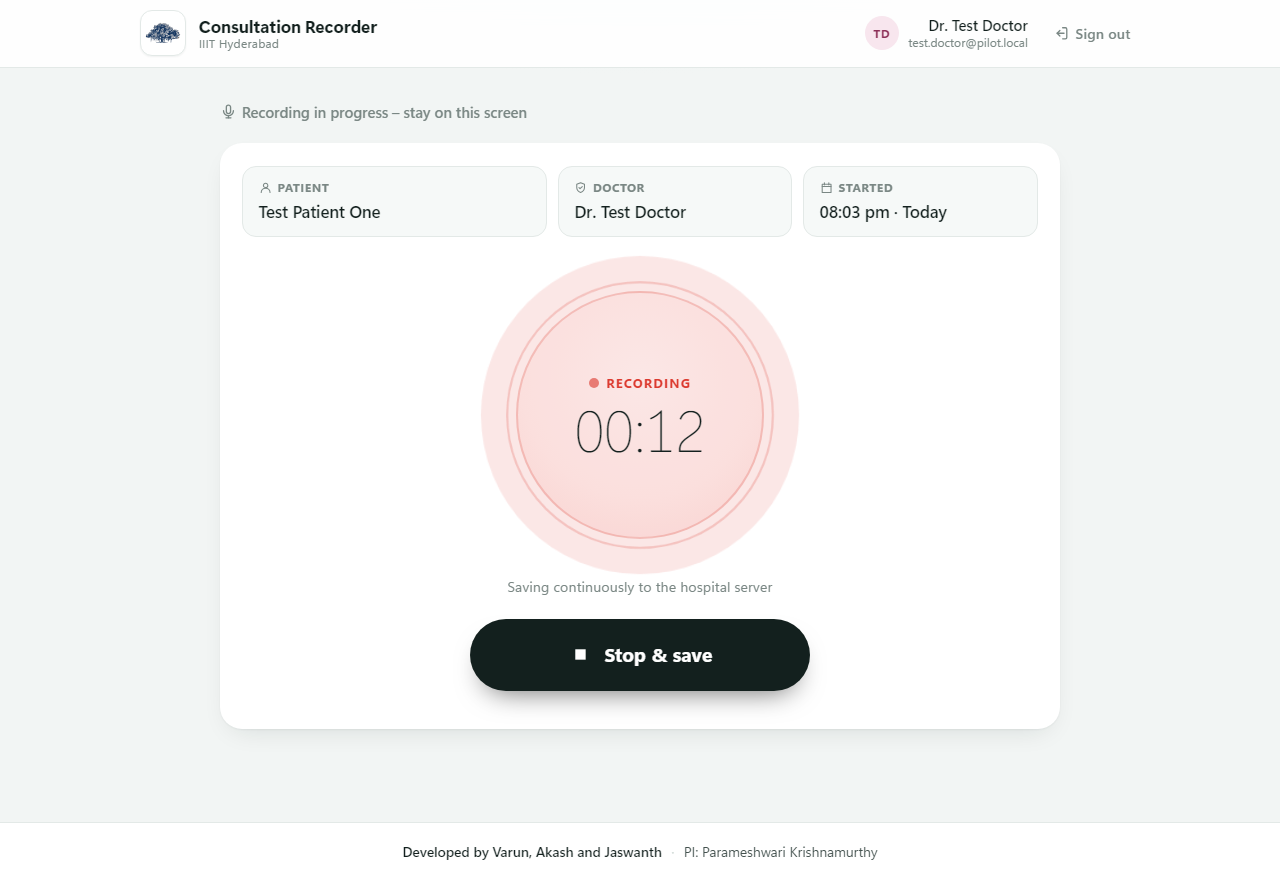 Consultation Recorder
IIIT Hyderabad
TD
Dr. Test Doctor
test.doctor@pilot.local
Sign out
Recording in progress – stay on this screen
PATIENT
Test Patient One
DOCTOR
Dr. Test Doctor
STARTED
08:03 pm · Today
RECORDING
00:12
Saving continuously to the hospital server
Stop & save
Developed by Varun, Akash and Jaswanth · PI: Parameshwari Krishnamurthy